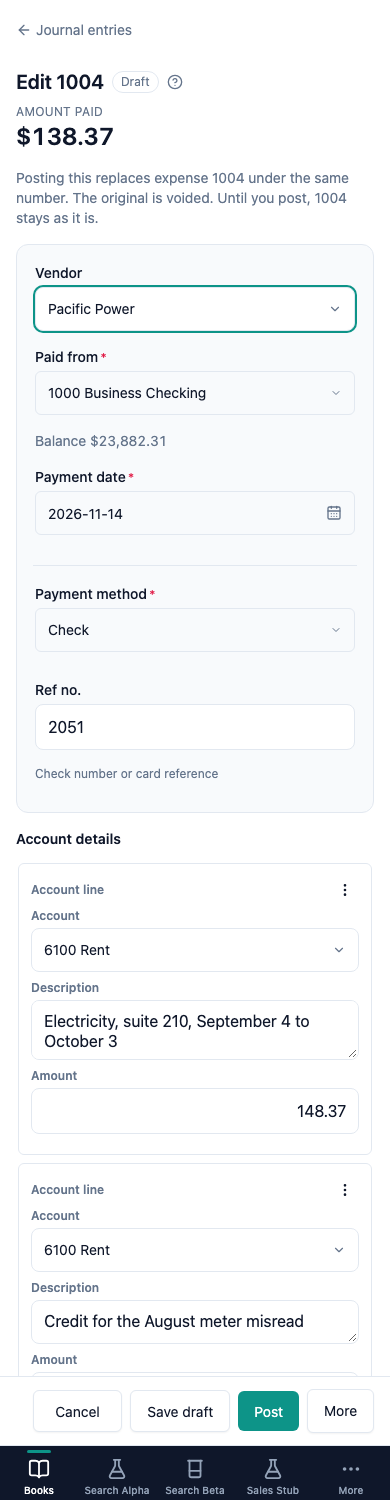 Journal entries
Edit 1004 Draft
AMOUNT PAID
$138.37
Posting this replaces expense 1004 under the same
number. The original is voided. Until you post, 1004
stays as it is.
Vendor
Pacific Power
Paid from*
1000 Business Checking
Balance $23,882.31
Payment date*
2026-11-14
Payment method*
Check
Ref no.
2051
Check number or card reference
Account details
Account line
Account
6100 Rent
Description
Electricity, suite 210, September 4 to
October 3
Amount
148.37
Account line
Account
6100 Rent
Description
Credit for the August meter misread
Amount
Cancel Save draft Post More
Books Search Alpha Search Beta Sales Stub More